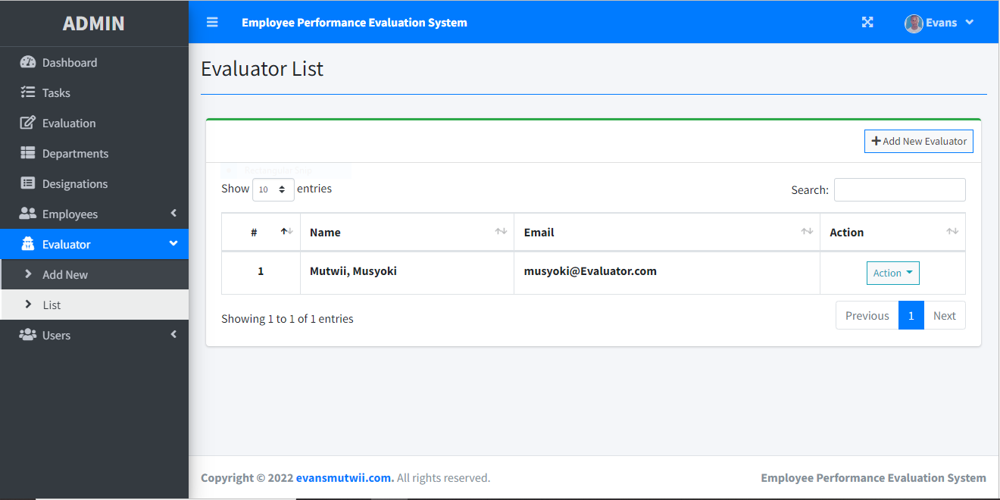 ADMIN
Employee Performance Evaluation System
Evans
Dashboard
Tasks
Evaluation
Departments
Designations
Employees
Evaluator
Add New
List
Users
Evaluator List
Add New Evaluator
Rectangular Snip
Show 10 entries
Search:
# Name Email Action
1 Mutwii, Musyoki musyoki@Evaluator.com Action
Showing 1 to 1 of 1 entries
Previous 1 Next
Copyright © 2022 evansmutwii.com. All rights reserved.
Employee Performance Evaluation System